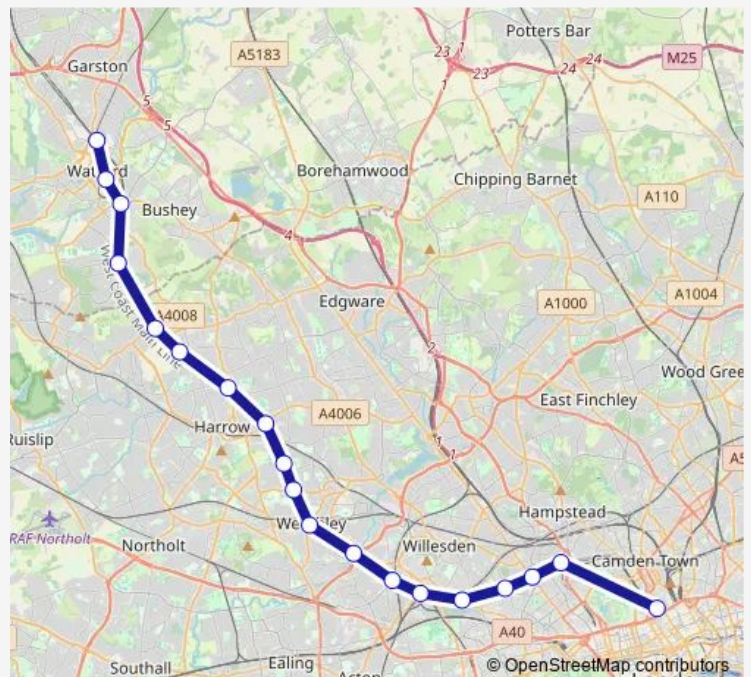 Potters Bar
23
1
A5183
Garston
24
24
M25
23
1
5
5
Borehamwood
Chipping Barnet
A110
Bushey
4
West Coast Main Line
Edgware
A1000
A1004
A4008
2
Wood Gree
East Finchley
A4006
Harrow
Ruislip
1
1
Hampstead
RAF Northolt
Northolt
Willesden
Camden Town
A40
Southall
Ealing
© OpenStreetMap contributors